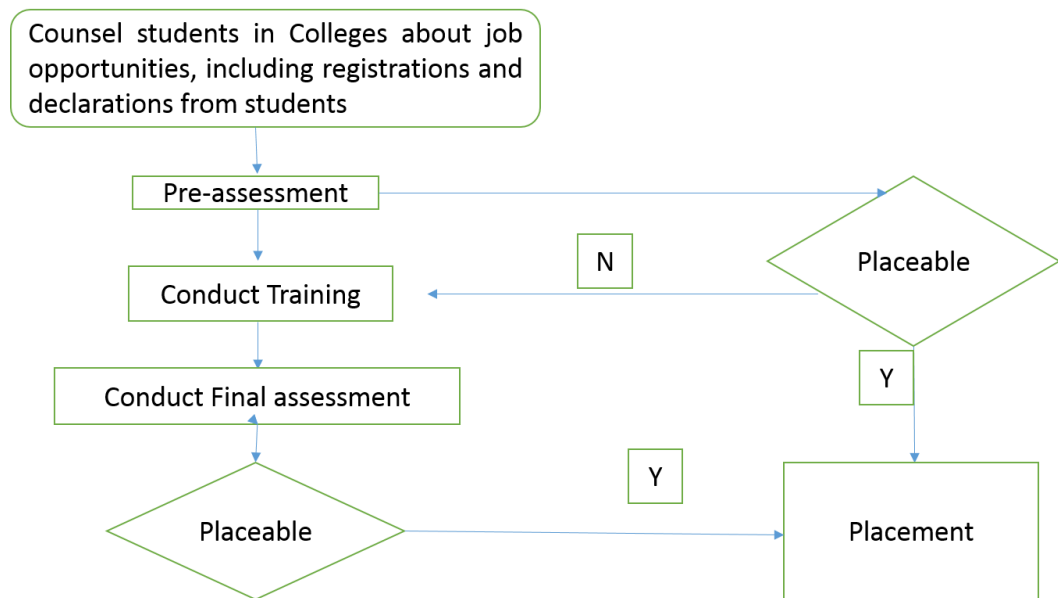 Counsel students in Colleges about job
opportunities, including registrations and
declarations from students
Pre-assessment
Placeable
N
Conduct Training
Y
Conduct Final assessment
Y
Placeable
Placement